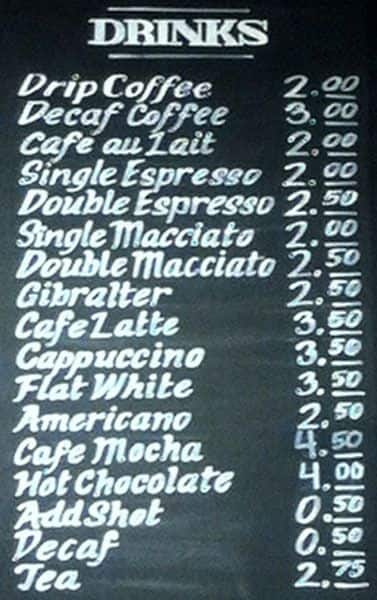 DRINKS
Drip Coffee 2.00
Decaf Coffee 3.00
Cafe au Lait 2.00
Single Espresso 2.00
Double Espresso 2.50
Single Macciato 2.00
Double Macciato 2.50
Gibralter 2.50
Cafe Latte 3.50
Cappuccino 3.50
Flat White 3.50
Americano 2.50
Cafe Mocha 4.50
Hot Chocolate 4.00
Add Shot 0.50
Decaf 0.50
Tea 2.75